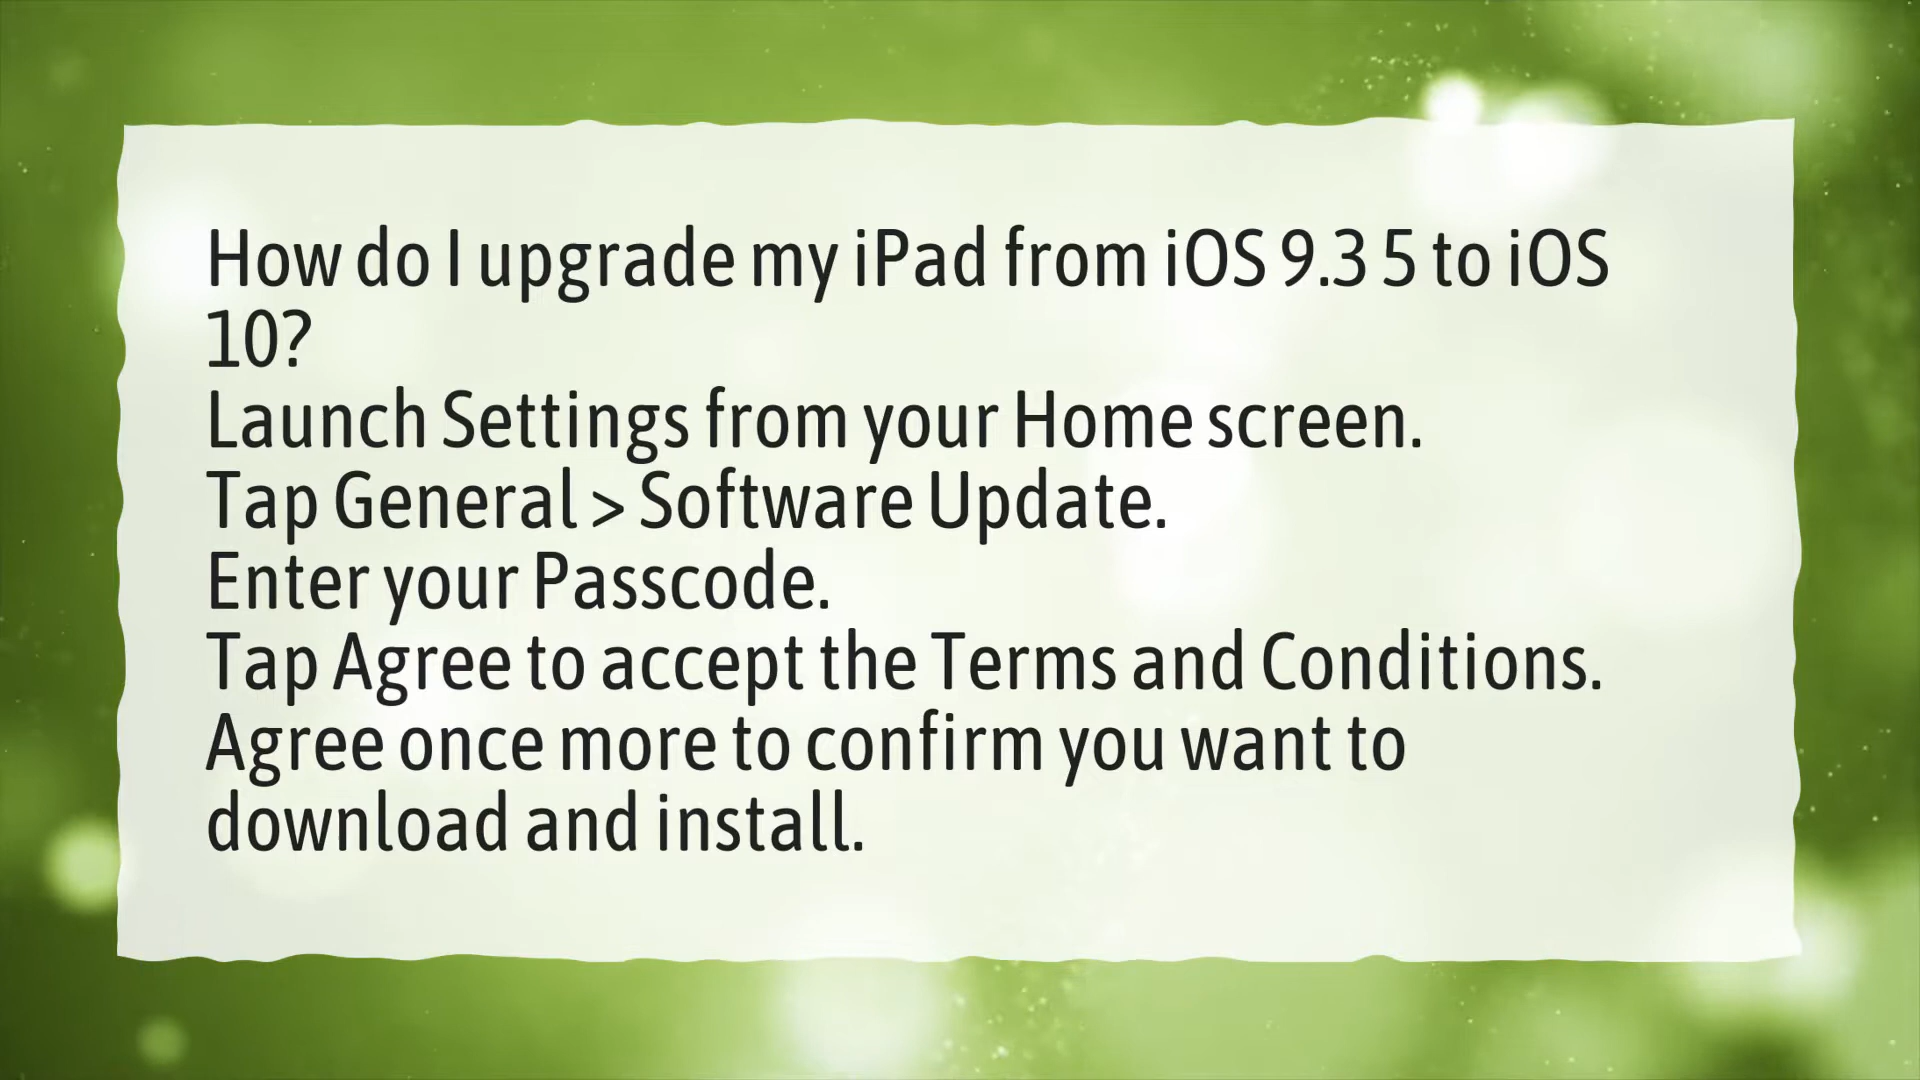 How do I upgrade my iPad from iOS 9.3 5 to iOS
10?
Launch Settings from your Home screen.
Tap General > Software Update.
Enter your Passcode.
Tap Agree to accept the Terms and Conditions.
Agree once more to confirm you want to
download and install.